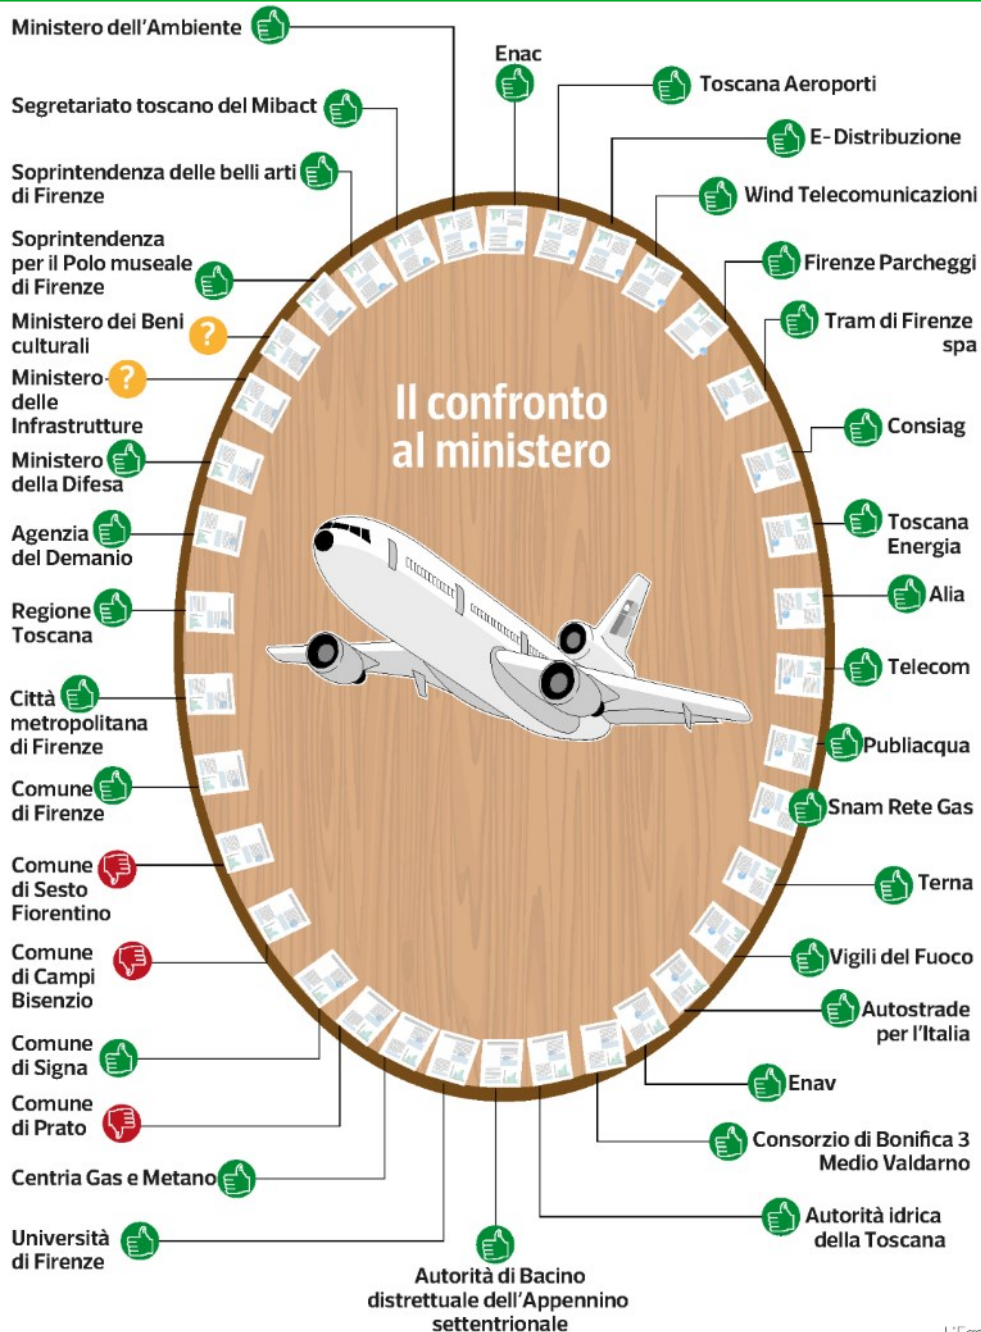 Ministero dell'Ambiente
Segretariato toscano del Mibact
Soprintendenza delle belli arti
di Firenze
Soprintendenza
per il Polo museale
di Firenze
Ministero dei Beni
?
culturali
Ministero
?
delle
Infrastrutture
Ministero
della Difesa
Agenzia
del Demanio
Regione
Toscana
Città
metropolitana
di Firenze
Comune
di Firenze
Comune
di Sesto
Fiorentino
Comune
di Campi
Bisenzio
Comune
di Signa
Comune
di Prato
Centria Gas e Metano
Università
di Firenze
Autorità di Bacino
distrettuale dell'Appennino
settentrionale
Enac
Toscana Aeroporti
E-Distribuzione
Wind Telecomunicazioni
Firenze Parcheggi
Tram di Firenze
spa
Consiag
Toscana
Energia
Alia
Telecom
Publiacqua
Snam Rete Gas
Terna
Vigili del Fuoco
Autostrade
per l'Italia
Enav
Consorzio di Bonifica 3
Medio Valdarno
Autorità idrica
della Toscana
Il confronto
al ministero